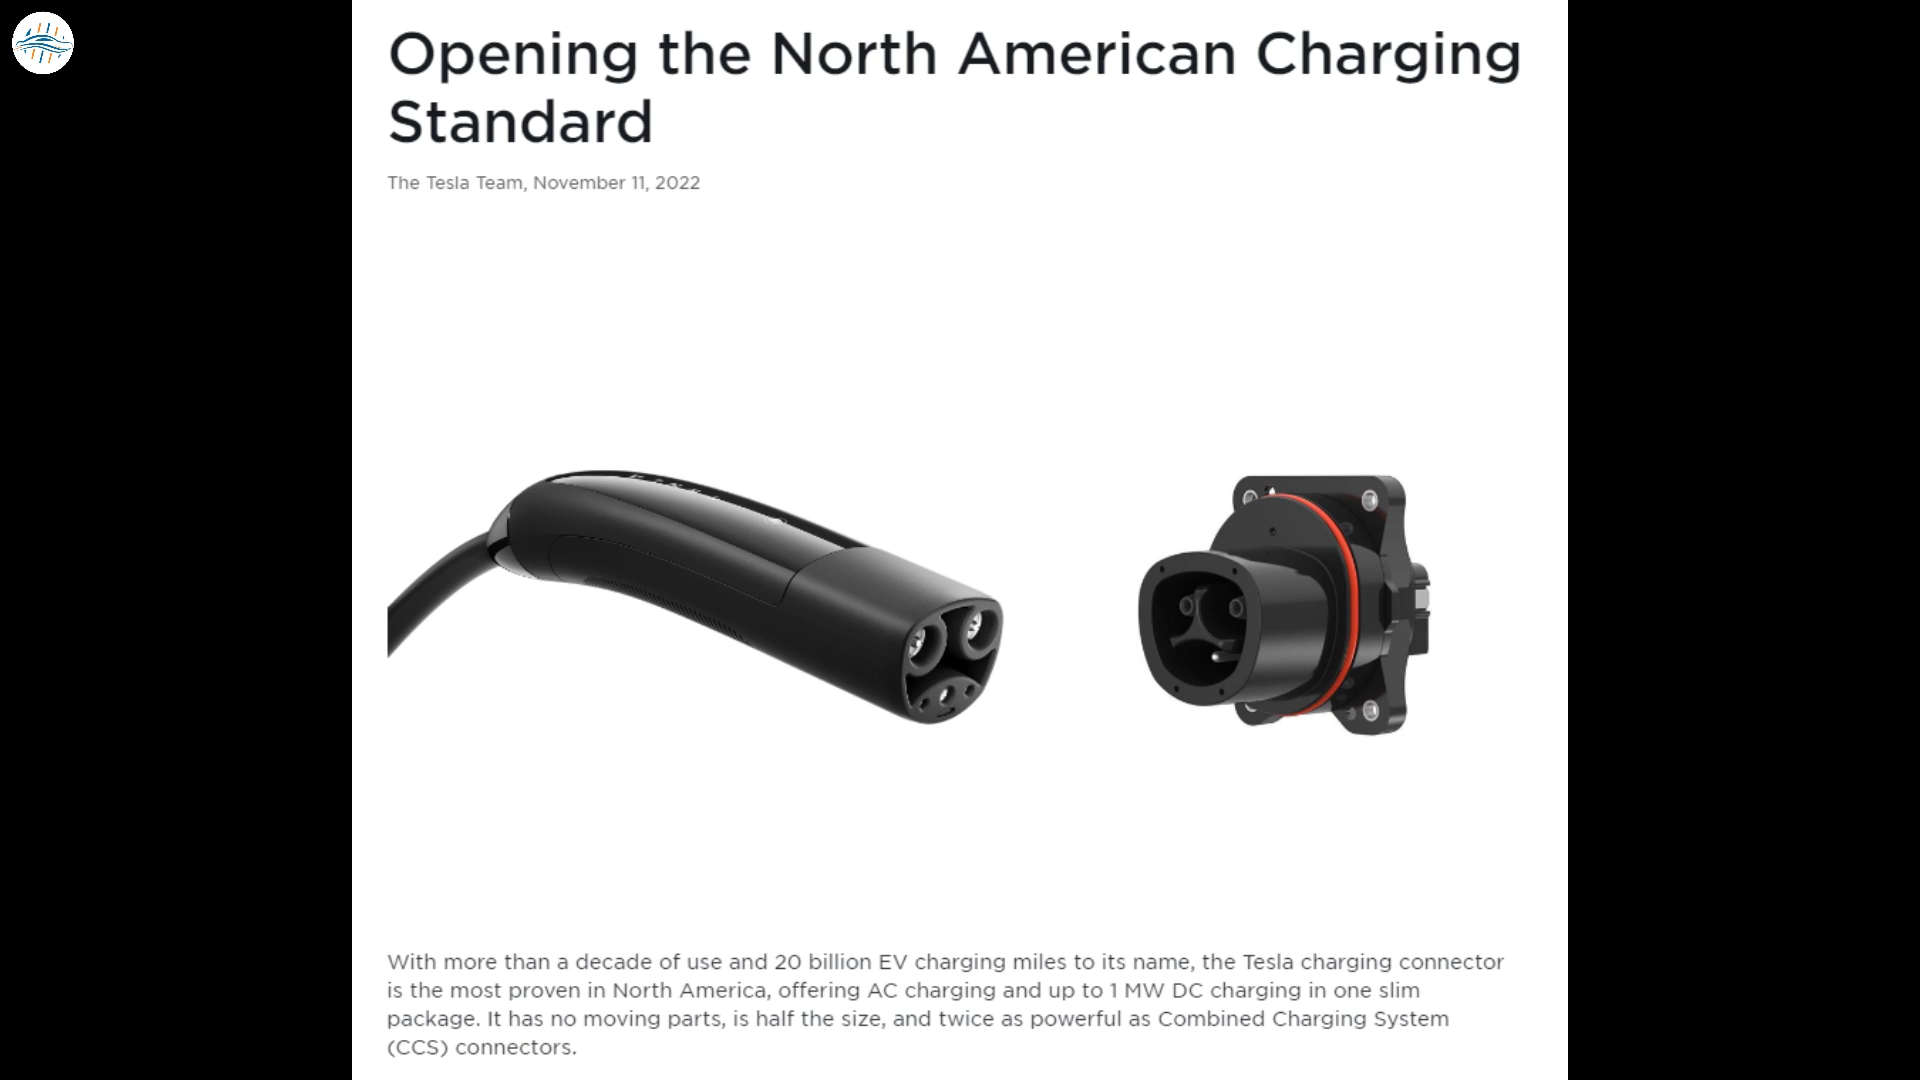 Opening the North American Charging
Standard
The Tesla Team, November 11, 2022
With more than a decade of use and 20 billion EV charging miles to its name, the Tesla charging connector
is the most proven in North America, offering AC charging and up to 1 MW DC charging in one slim
package. It has no moving parts, is half the size, and twice as powerful as Combined Charging System
(CCS) connectors.